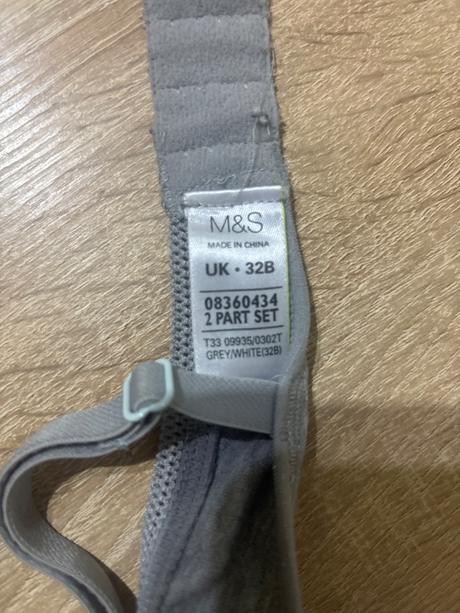 M&S
MADE IN CHINA
UK • 32B
08360434
2 PART SET
T33 09935/0302T
GREY/WHITE(32B)